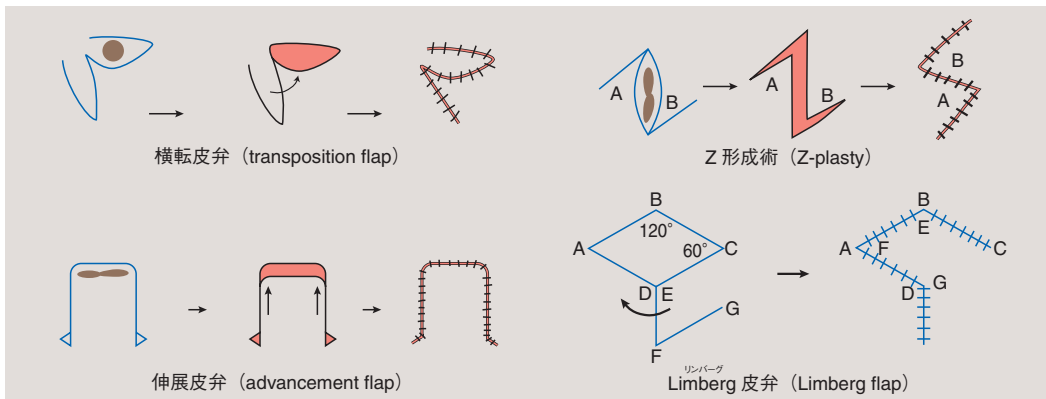 横転皮弁（transposition flap）
A
B
A
B
B
A
Z 形成術（Z-plasty）
伸展皮弁（advancement flap）
B
A
120°
60°
C
D
E
G
F
B
E
A
F
C
G
D
リンバーグ
Limberg 皮弁（Limberg flap）